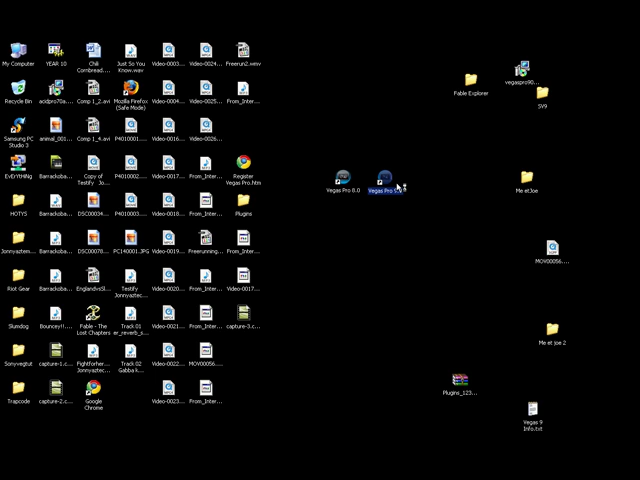 My Computer
YEAR 10
Chili
Cornbread....
Just So You
Know.wav
Video-0003...
Video-0024...
Freerun2.wmv
Recycle Bin
acidpro70a...
Comp 1_2.avi
Mozilla Firefox
(Safe Mode)
Video-0004...
Video-0025...
From_Inter...
Samsung PC
Studio 3
animal_001...
Comp 1_4.avi
P4010001....
Video-0016...
Video-0026...
EvErYtHiNg
Barrackoba...
Copy of
Testify_Jo...
P4010002....
Video-0017...
From_Inter...
Register
Vegas Pro.htm
HOTYS
Barrackoba...
DSC00034...
P4010003....
Video-0018...
From_Inter...
Plugins
Jonnyaztem...
Barrackoba...
DSC00078...
PC140001.JPG
Video-0019...
Freerunning...
From_Inter...
Riot Gear
Barrackoba...
EnglandvsSl...
Testify
Jonnyaztec...
Video-0020...
From_Inter...
Video-0017...
Slumdog
Bouncy!!...
Fable - The
Lost Chapters
Track 01
er_reverb_s...
Video-0021...
From_Inter...
capture-3.c...
Sonyvegtut
capture-1.c...
Fightforher...
Jonnyaztec...
Track 02
Gabba k...
Video-0022...
MOV00056....
Trapcode
capture-2.c...
Google
Chrome
Video-0023...
From_Inter...
Vegas Pro 8.0
Vegas Pro
Fable Explorer
vegaspro90...
SV9
Me etJoe
MOV00056....
Me et joe 2
Plugins_123...
Vegas 9
Info.txt